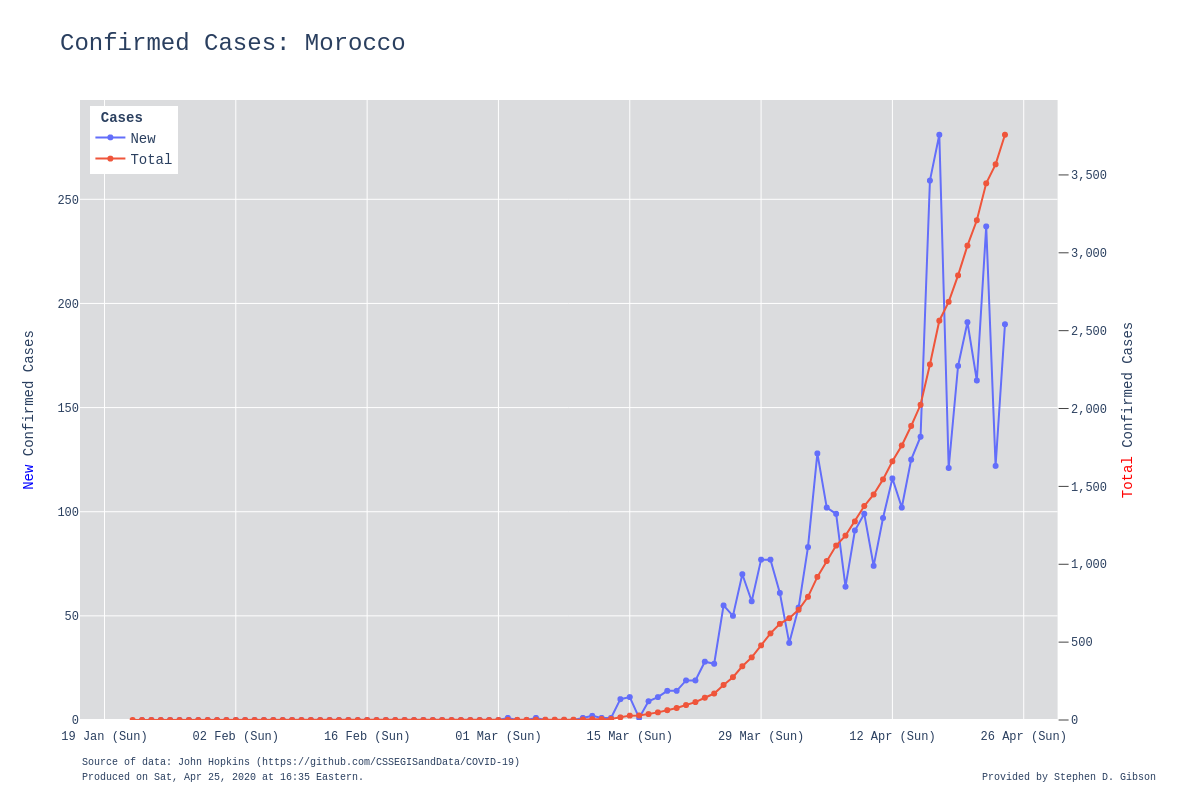 Confirmed Cases: Morocco
Cases
New
Total
250
200
150
100
50
0
3,500
3,000
2,500
2,000
1,500
1,000
500
0
New Confirmed Cases
Total Confirmed Cases
19 Jan (Sun) 02 Feb (Sun) 16 Feb (Sun) 01 Mar (Sun) 15 Mar (Sun) 29 Mar (Sun) 12 Apr (Sun) 26 Apr (Sun)
Source of data: John Hopkins (https://github.com/CSSEGISandData/COVID-19)
Produced on Sat, Apr 25, 2020 at 16:35 Eastern.
Provided by Stephen D. Gibson